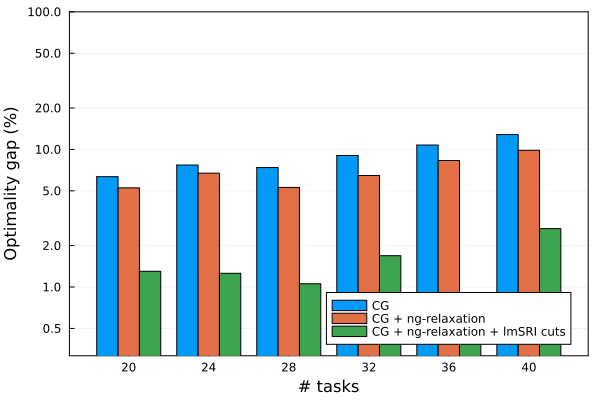 100.0
50.0
20.0
10.0
5.0
2.0
1.0
0.5
Optimality gap (%)
20 24 28 32 36 40
# tasks
CG
CG + ng-relaxation
CG + ng-relaxation + lmSRI cuts